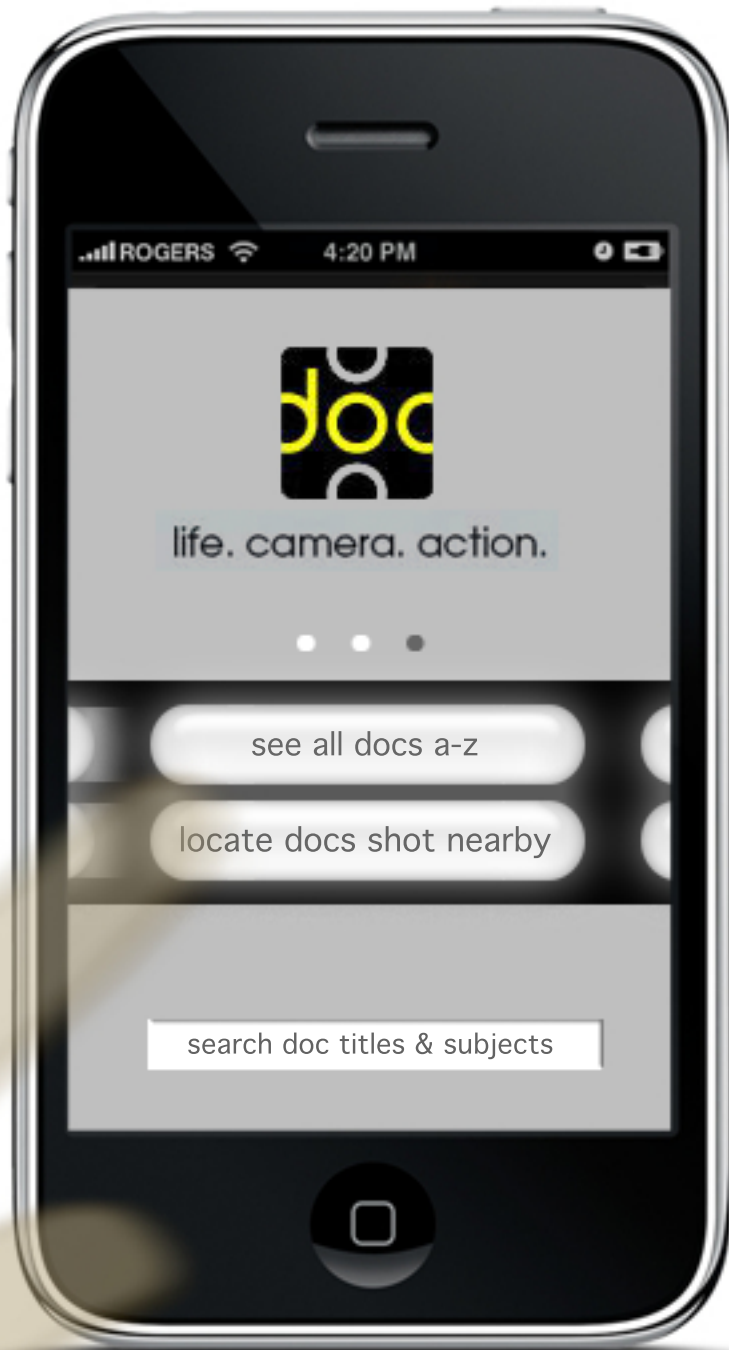 ROGERS 4:20 PM
doc
life. camera. action.
see all docs a-z
locate docs shot nearby
search doc titles & subjects